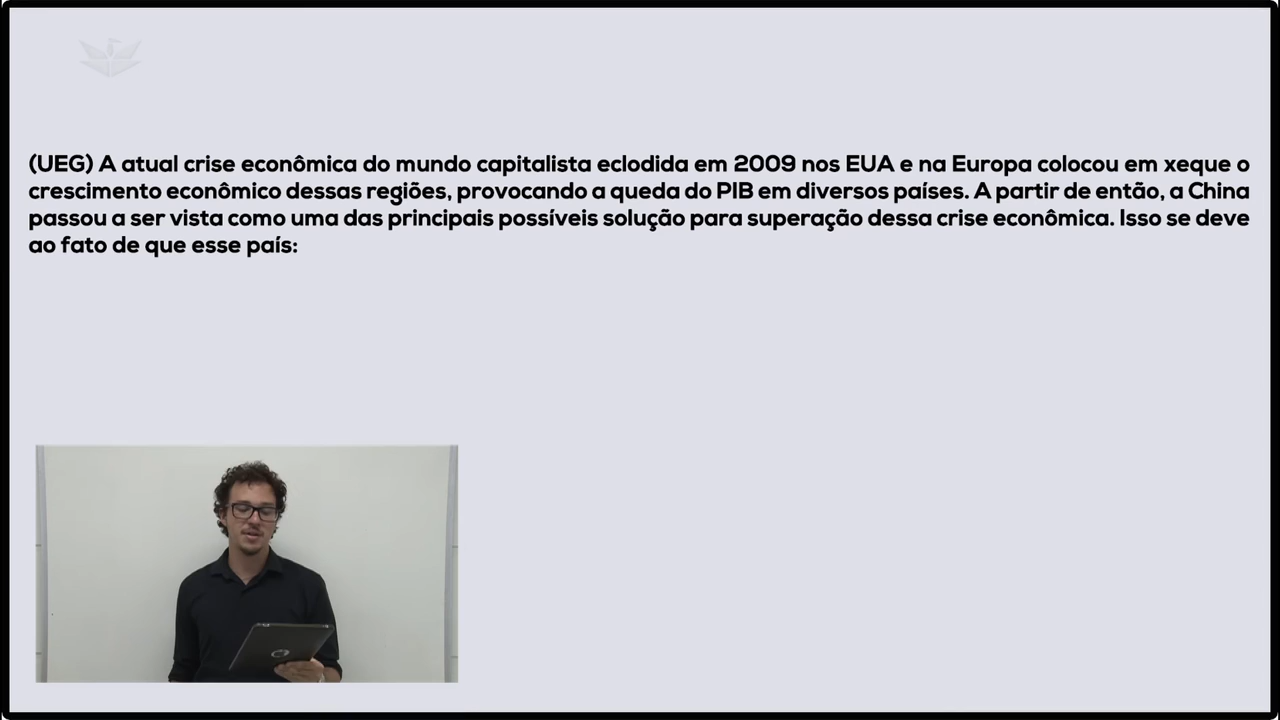 (UEG) A atual crise econômica do mundo capitalista eclodida em 2009 nos EUA e na Europa colocou em xeque o
crescimento econômico dessas regiões, provocando a queda do PIB em diversos países. A partir de então, a China
passou a ser vista como uma das principais possíveis solução para superação dessa crise econômica. Isso se deve
ao fato de que esse país: